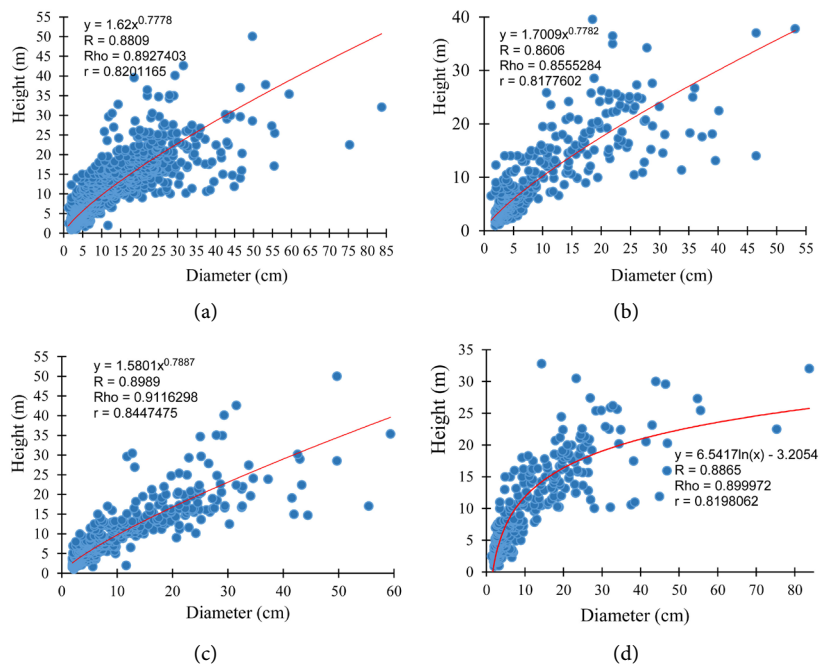 y = 1.62x^0.7778
R = 0.8809
Rho = 0.8927403
r = 0.8201165
Height (m)
55
50
45
40
35
30
25
20
15
10
5
0
0 5 10 15 20 25 30 35 40 45 50 55 60 65 70 75 80 85
Diameter (cm)
(a)
y = 1.7009x^0.7782
R = 0.8606
Rho = 0.8555284
r = 0.8177602
Height (m)
40
30
20
10
0
0 5 10 15 20 25 30 35 40 45 50 55
Diameter (cm)
(b)
y = 1.5801x^0.7887
R = 0.8989
Rho = 0.9116298
r = 0.8447475
Height (m)
55
50
45
40
35
30
25
20
15
10
5
0
0 10 20 30 40 50 60
Diameter (cm)
(c)
y = 6.5417ln(x) - 3.2054
R = 0.8865
Rho = 0.899972
r = 0.8198062
Height (m)
35
30
25
20
15
10
5
0
0 10 20 30 40 50 60 70 80
Diameter (cm)
(d)